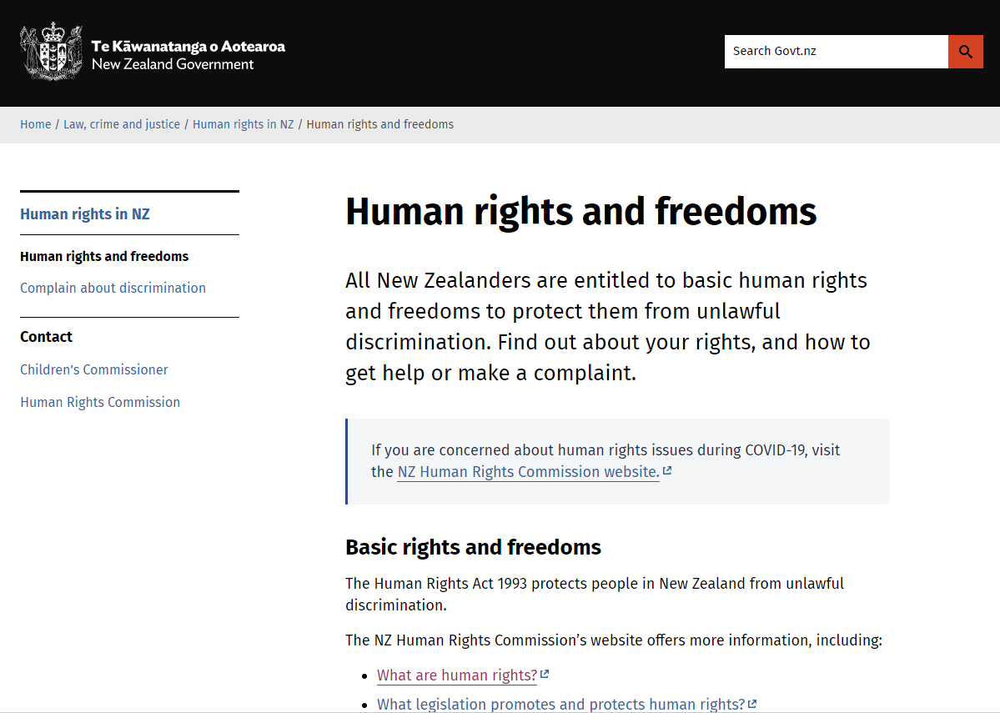 Te Kāwanatanga o Aotearoa
New Zealand Government
Search Govt.nz
Home / Law, crime and justice / Human rights in NZ / Human rights and freedoms
Human rights in NZ
Human rights and freedoms
Complain about discrimination
Contact
Children's Commissioner
Human Rights Commission
Human rights and freedoms
All New Zealanders are entitled to basic human rights
and freedoms to protect them from unlawful
discrimination. Find out about your rights, and how to
get help or make a complaint.
If you are concerned about human rights issues during COVID-19, visit
the NZ Human Rights Commission website.
Basic rights and freedoms
The Human Rights Act 1993 protects people in New Zealand from unlawful
discrimination.
The NZ Human Rights Commission’s website offers more information, including:
• What are human rights?
• What legislation promotes and protects human rights?